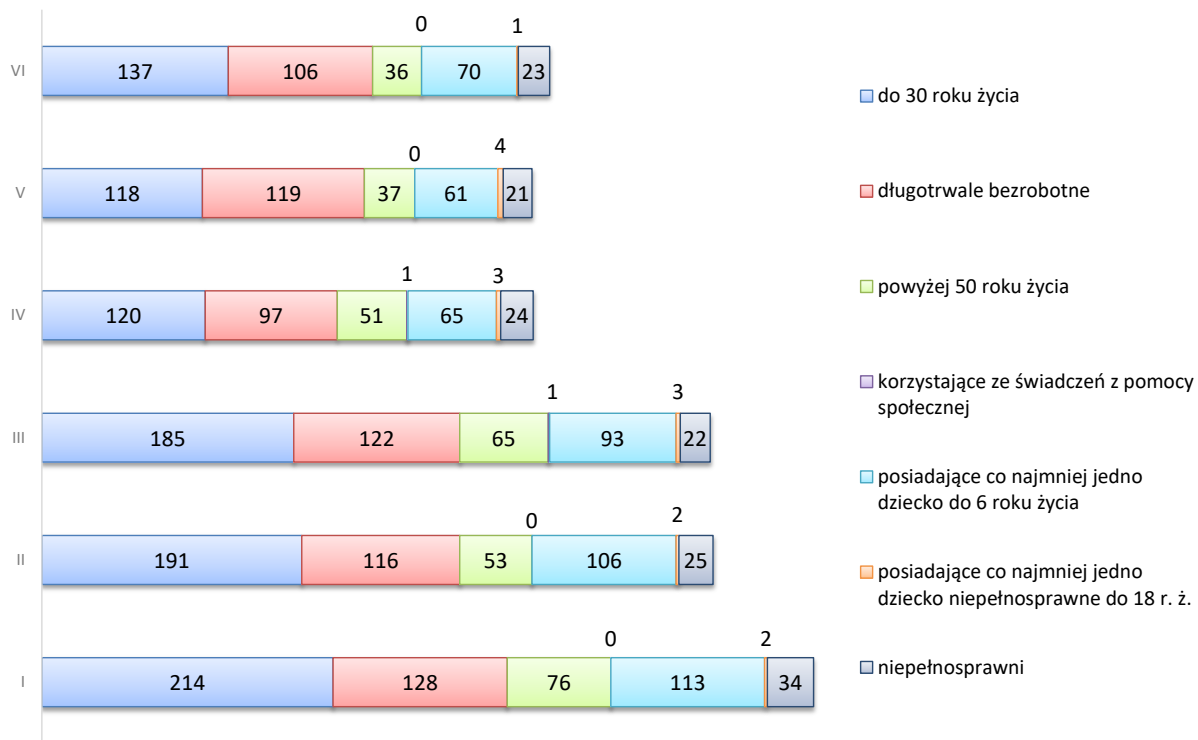 0 1
VI 137 106 36 70 23
0 4
V 118 119 37 61 21
1 3
IV 120 97 51 65 24
1 3
III 185 122 65 93 22
0 2
II 191 116 53 106 25
0 2
I 214 128 76 113 34
do 30 roku życia
długotrwale bezrobotne
powyżej 50 roku życia
korzystające ze świadczeń z pomocy
społecznej
posiadające co najmniej jedno
dziecko do 6 roku życia
posiadające co najmniej jedno
dziecko niepełnosprawne do 18 r. ż.
niepełnosprawni